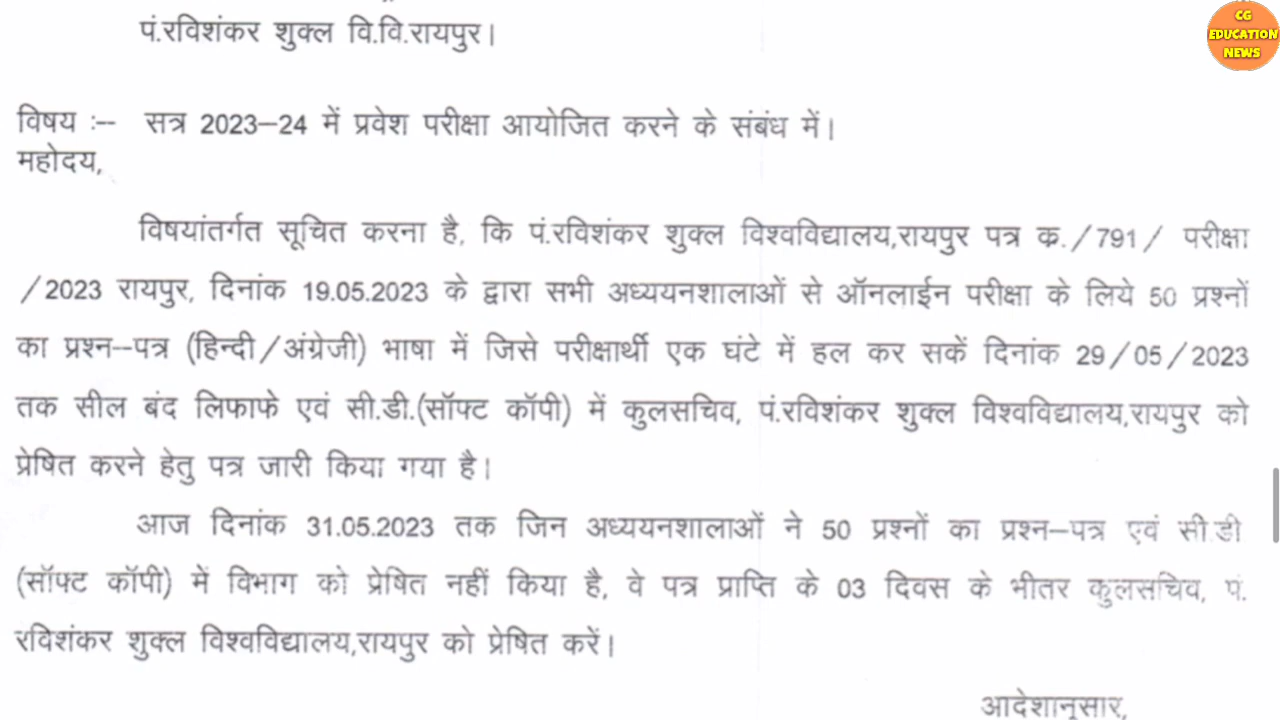 पं.रविशंकर शुक्ल वि.वि.रायपुर।
CG
EDUCATION
NEWS
विषय :-- सत्र 2023–24 में प्रवेश परीक्षा आयोजित करने के संबंध में।
महोदय,
विषयांतर्गत सूचित करना है, कि पं.रविशंकर शुक्ल विश्वविद्यालय,रायपुर पत्र क्र./791/ परीक्षा
/2023 रायपुर, दिनांक 19.05.2023 के द्वारा सभी अध्ययनशालाओं से ऑनलाईन परीक्षा के लिये 50 प्रश्नों
का प्रश्न–पत्र (हिन्दी/अंग्रेजी) भाषा में जिसे परीक्षार्थी एक घंटे में हल कर सकें दिनांक 29/05/2023
तक सील बंद लिफाफे एवं सी.डी.(सॉफ्ट कॉपी) में कुलसचिव, पं.रविशंकर शुक्ल विश्वविद्यालय,रायपुर को
प्रेषित करने हेतु पत्र जारी किया गया है।
आज दिनांक 31.05.2023 तक जिन अध्ययनशालाओं ने 50 प्रश्नों का प्रश्न–पत्र एवं सी.डी
(सॉफ्ट कॉपी) में विभाग को प्रेषित नहीं किया है, वे पत्र प्राप्ति के 03 दिवस के भीतर कुलसचिव, पं.
रविशंकर शुक्ल विश्वविद्यालय,रायपुर को प्रेषित करें।
आदेशानुसार,